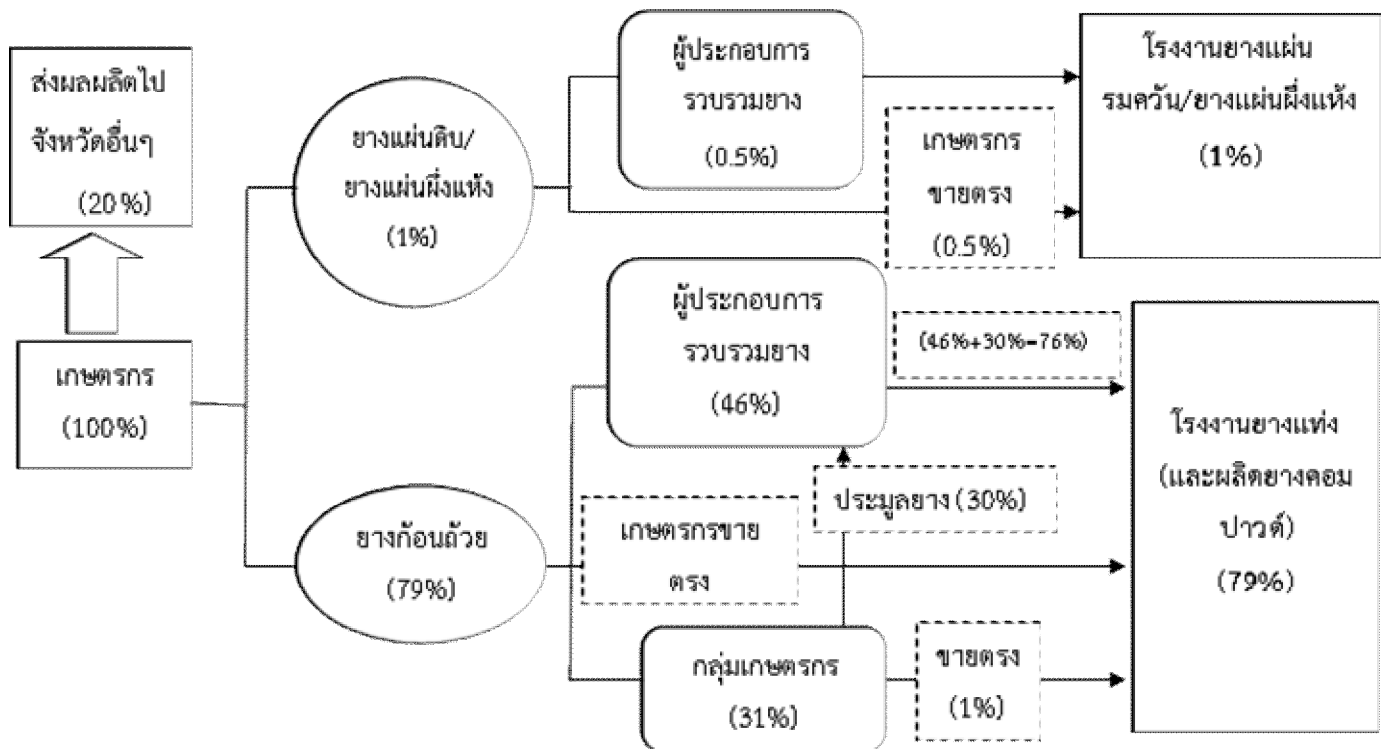 ส่งผลผลิตไป
จังหวัดอื่นๆ
(20%)
เกษตรกร
(100%)
ยางแผ่นดิบ/
ยางแผ่นผึ่งแห้ง
(1%)
ยางก้อนถ้วย
(79%)
ผู้ประกอบการ
รวบรวมยาง
(0.5%)
เกษตรกร
ขายตรง
(0.5%)
โรงงานยางแผ่น
รมควัน/ยางแผ่นผึ่งแห้ง
(1%)
ผู้ประกอบการ
รวบรวมยาง
(46%)
(46%+30%=76%)
ประมูลยาง (30%)
เกษตรกรขาย
ตรง
กลุ่มเกษตรกร
(31%)
ขายตรง
(1%)
โรงงานยางแท่ง
(และผลิตยางคอม
ปาวด์)
(79%)